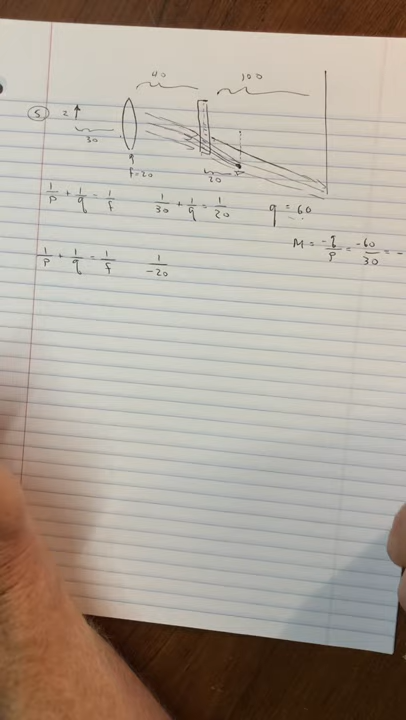 40 100
5 2
30
f=20 20
1/p + 1/q = 1/f 1/30 + 1/q = 1/20 q = 60
M = -q/p = -60/30 = -
1/p + 1/q = 1/f 1/-20